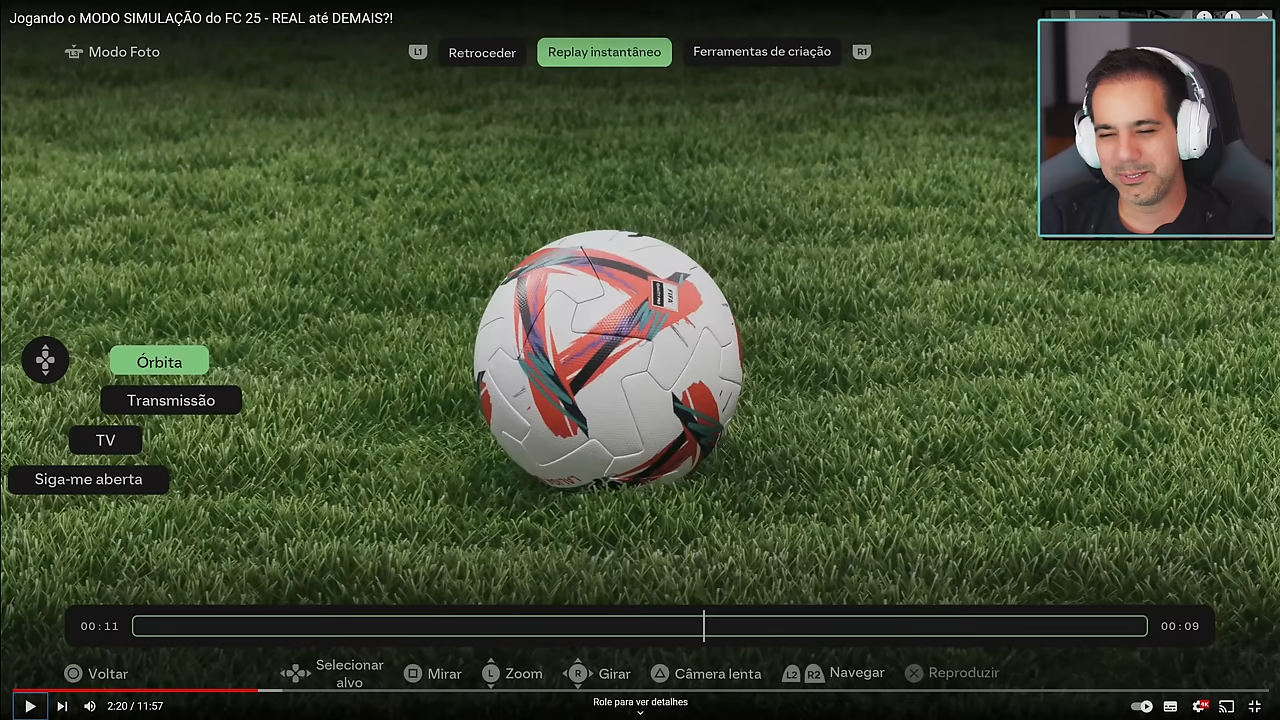 Jogando o MODO SIMULAÇÃO do FC 25 - REAL até DEMAIS?!
Modo Foto
L1 Retroceder Replay instantâneo Ferramentas de criação R1
FIFA
Órbita
Transmissão
TV
Siga-me aberta
00:11
00:09
Voltar
Selecionar
alvo
Mirar
L Zoom
R Girar
Câmera lenta
L2 R2 Navegar
Reproduzir
2:20 / 11:57
Role para ver detalhes
4K